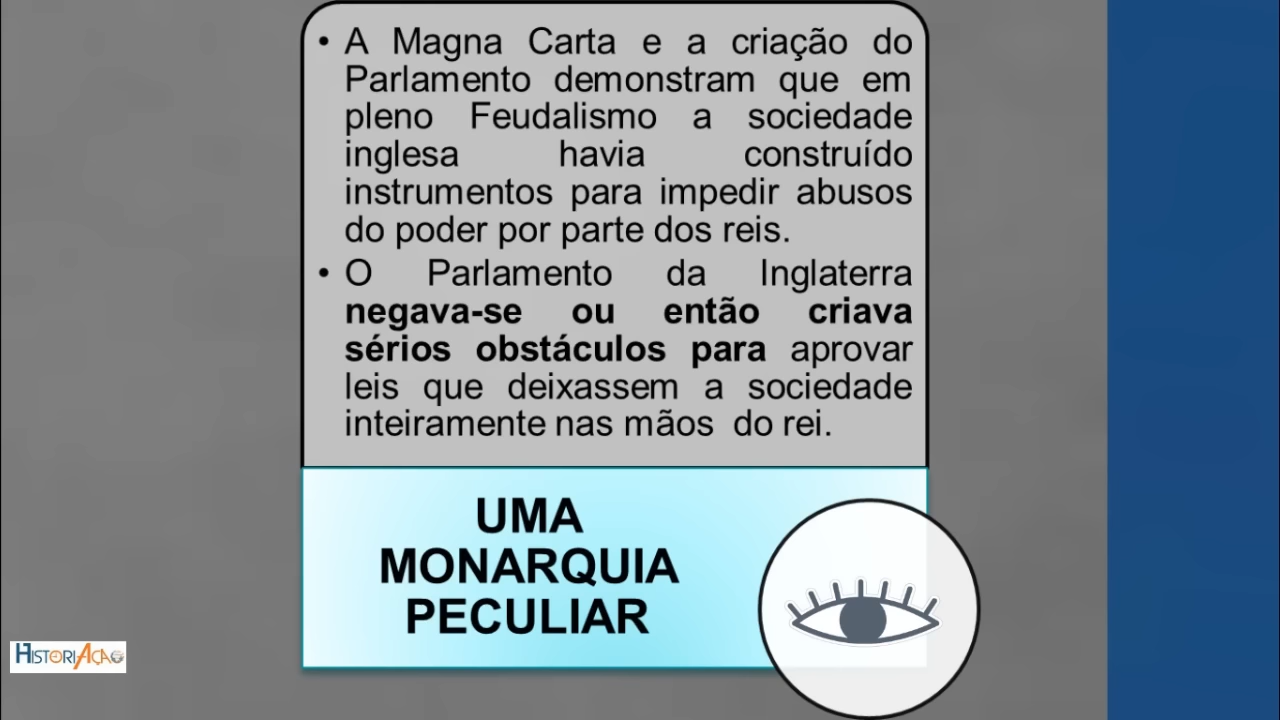 • A Magna Carta e a criação do
Parlamento demonstram que em
pleno Feudalismo a sociedade
inglesa havia construído
instrumentos para impedir abusos
do poder por parte dos reis.
• O Parlamento da Inglaterra
negava-se ou então criava
sérios obstáculos para aprovar
leis que deixassem a sociedade
inteiramente nas mãos do rei.
UMA
MONARQUIA
PECULIAR
HISTORIAÇÃO